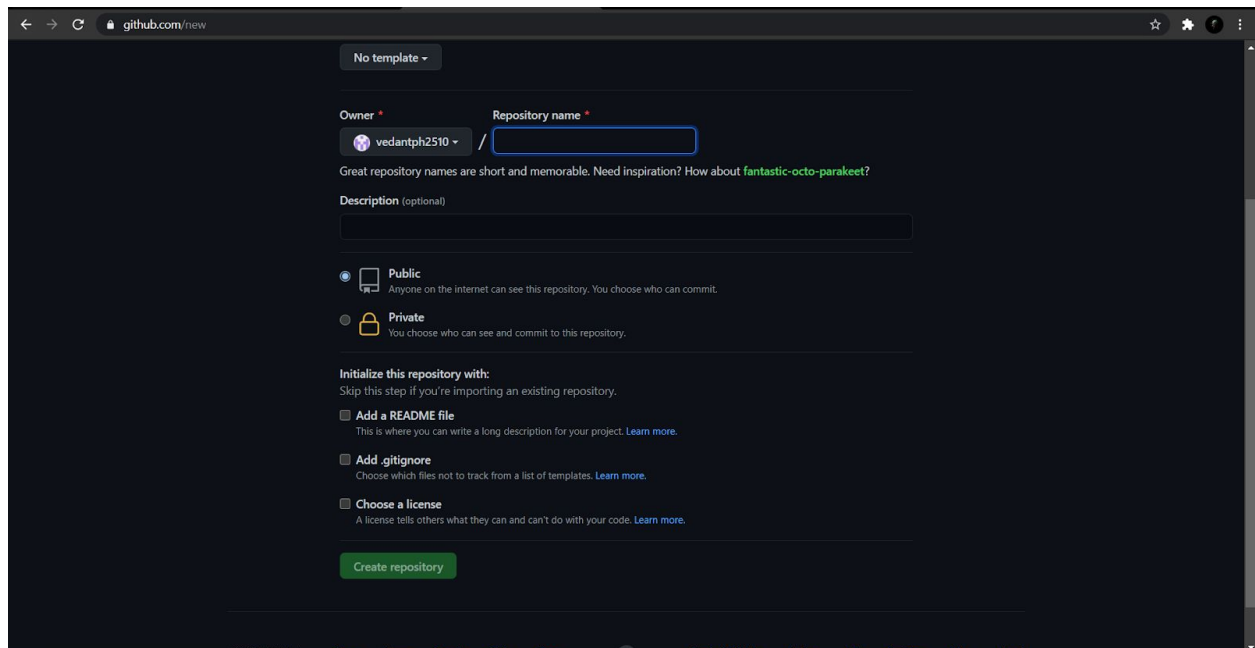 github.com/new
No template
Owner * Repository name *
vedantph2510 /
Great repository names are short and memorable. Need inspiration? How about fantastic-octo-parakeet?
Description (optional)
Public
Anyone on the internet can see this repository. You choose who can commit.
Private
You choose who can see and commit to this repository.
Initialize this repository with:
Skip this step if you're importing an existing repository.
Add a README file
This is where you can write a long description for your project. Learn more.
Add .gitignore
Choose which files not to track from a list of templates. Learn more.
Choose a license
A license tells others what they can and can't do with your code. Learn more.
Create repository